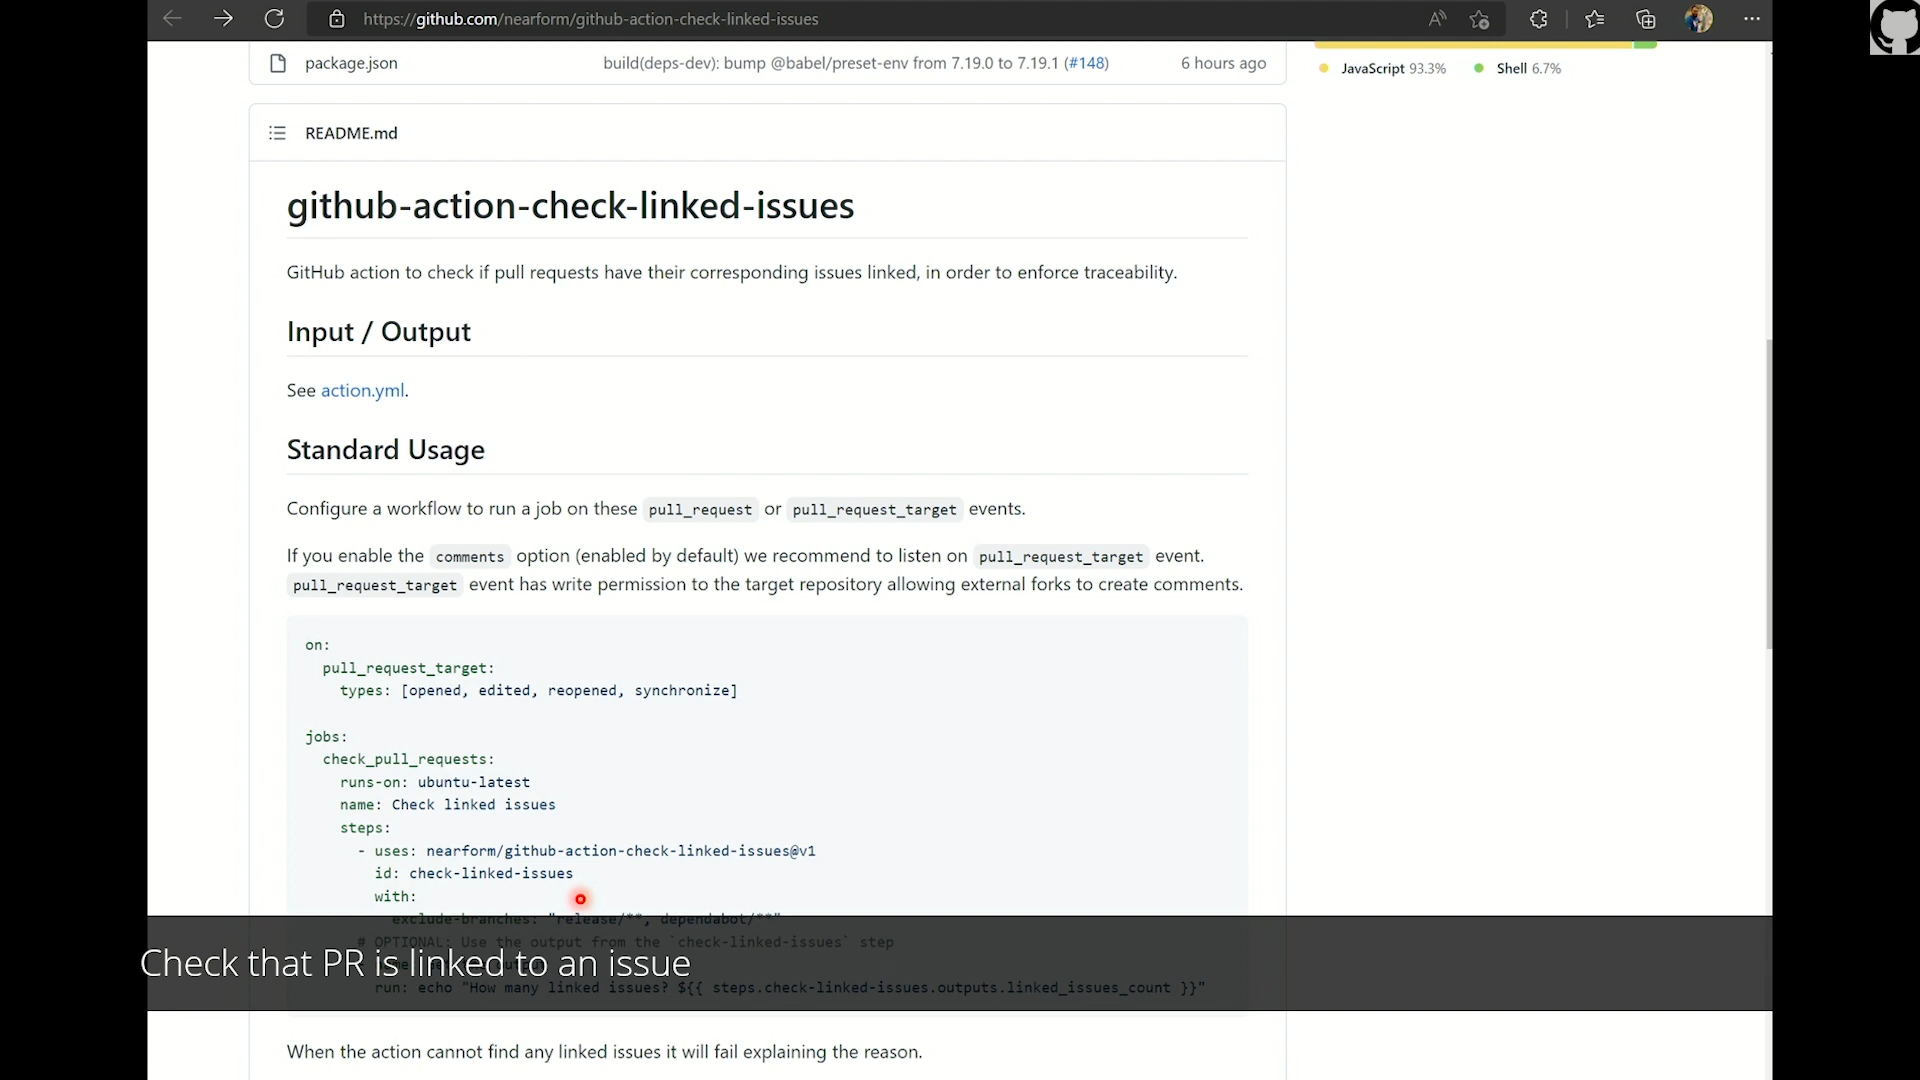 https://github.com/nearform/github-action-check-linked-issues
package.json build(deps-dev): bump @babel/preset-env from 7.19.0 to 7.19.1 (#148) 6 hours ago
JavaScript 93.3% Shell 6.7%
README.md
github-action-check-linked-issues
GitHub action to check if pull requests have their corresponding issues linked, in order to enforce traceability.
Input / Output
See action.yml.
Standard Usage
Configure a workflow to run a job on these pull_request or pull_request_target events.
If you enable the comments option (enabled by default) we recommend to listen on pull_request_target event.
pull_request_target event has write permission to the target repository allowing external forks to create comments.
on:
pull_request_target:
types: [opened, edited, reopened, synchronize]
jobs:
check_pull_requests:
runs-on: ubuntu-latest
name: Check linked issues
steps:
- uses: nearform/github-action-check-linked-issues@v1
id: check-linked-issues
with:
exclude-branches: "release/**, dependabot/**"
# OPTIONAL: Use the output from the `check-linked-issues` step
Check that PR is linked to an issue
run: echo "How many linked issues? ${{ steps.check-linked-issues.outputs.linked_issues_count }}"
When the action cannot find any linked issues it will fail explaining the reason.